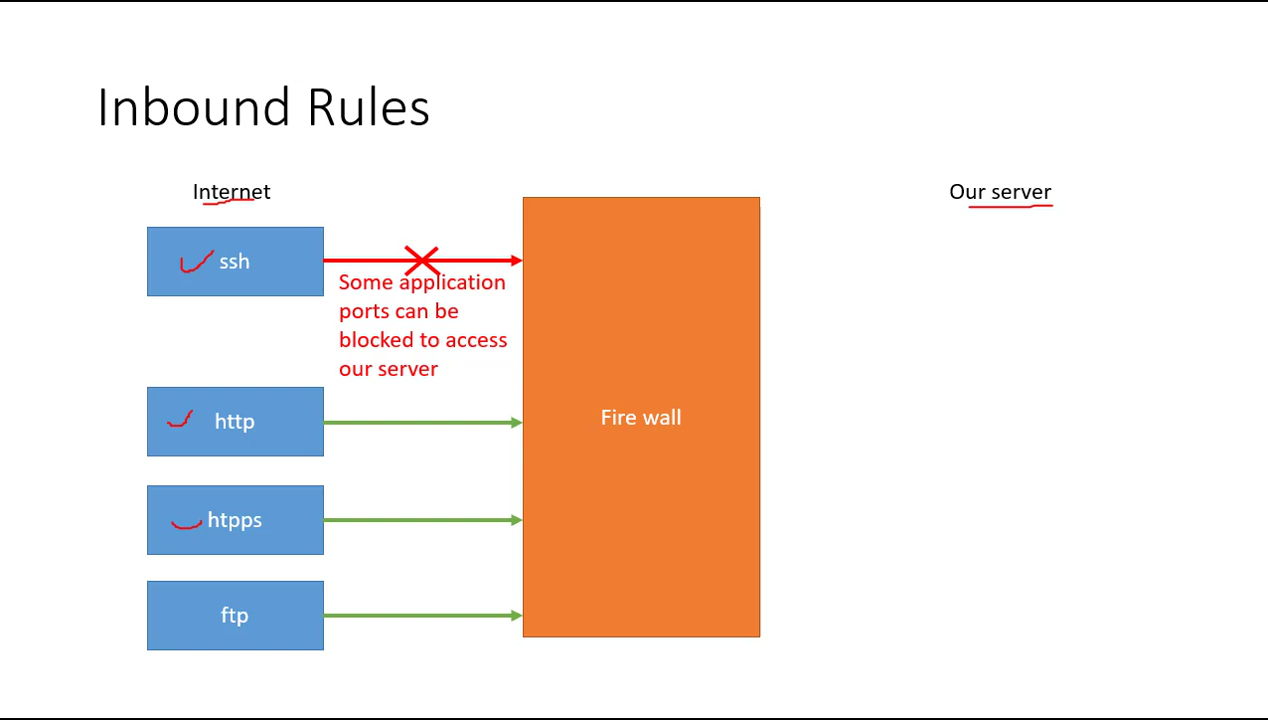 Inbound Rules
Internet
Our server
ssh
Some application
ports can be
blocked to access
our server
http
Fire wall
htpps
ftp